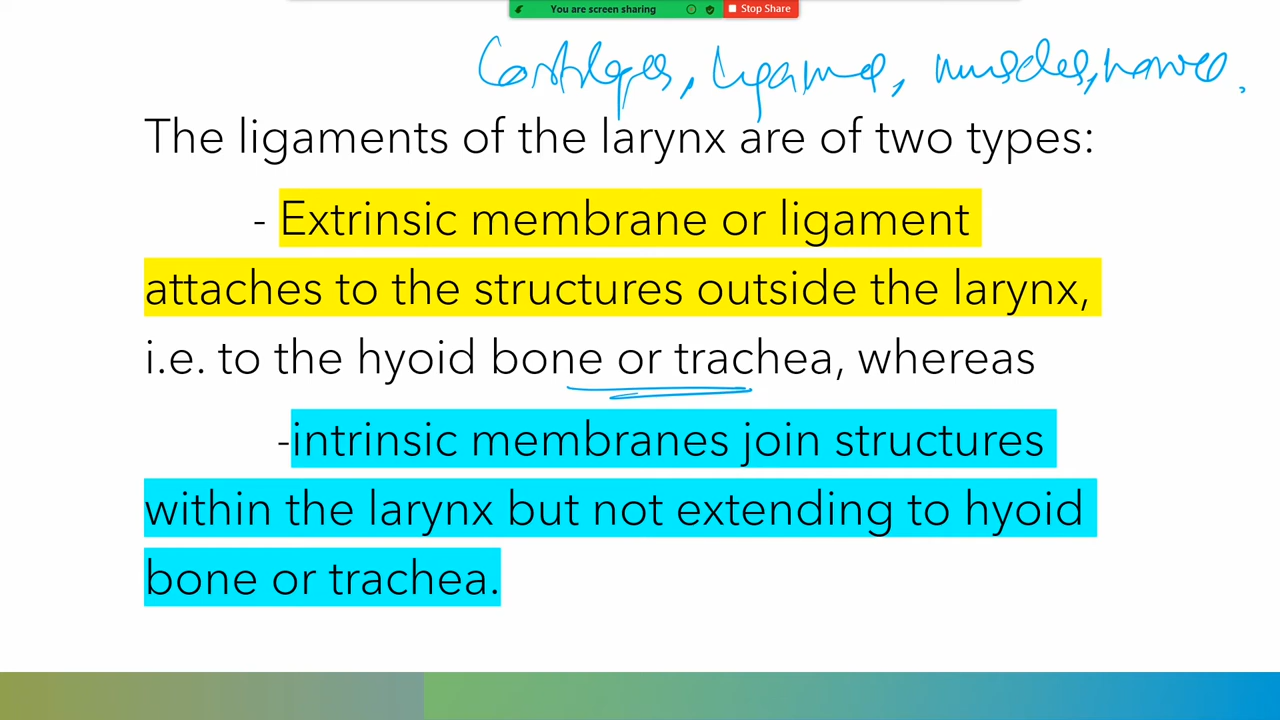 You are screen sharing Stop Share
Cartilages, ligaments, muscles, nerves.
The ligaments of the larynx are of two types:
- Extrinsic membrane or ligament
attaches to the structures outside the larynx,
i.e. to the hyoid bone or trachea, whereas
-intrinsic membranes join structures
within the larynx but not extending to hyoid
bone or trachea.